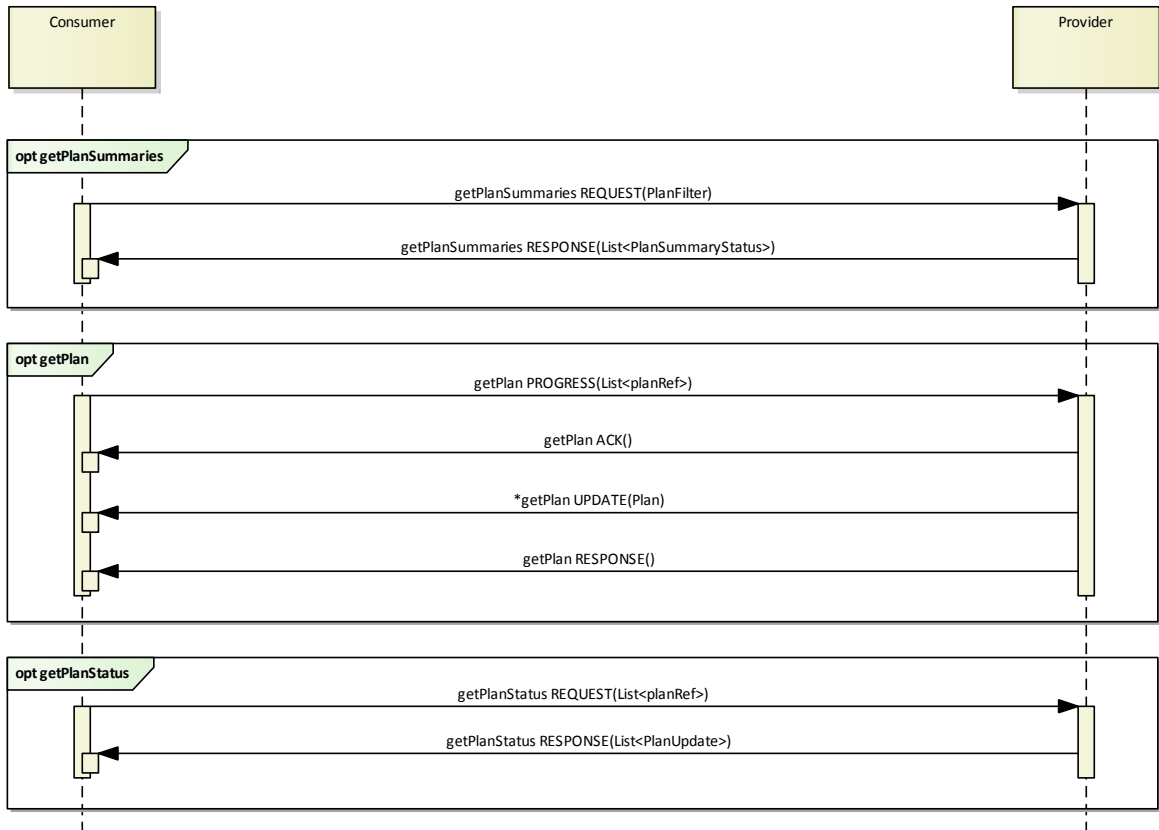 Consumer
Provider
opt getPlanSummaries
getPlanSummaries REQUEST(PlanFilter)
getPlanSummaries RESPONSE(List<PlanSummaryStatus>)
opt getPlan
getPlan PROGRESS(List<planRef>)
getPlan ACK()
*getPlan UPDATE(Plan)
getPlan RESPONSE()
opt getPlanStatus
getPlanStatus REQUEST(List<planRef>)
getPlanStatus RESPONSE(List<PlanUpdate>)